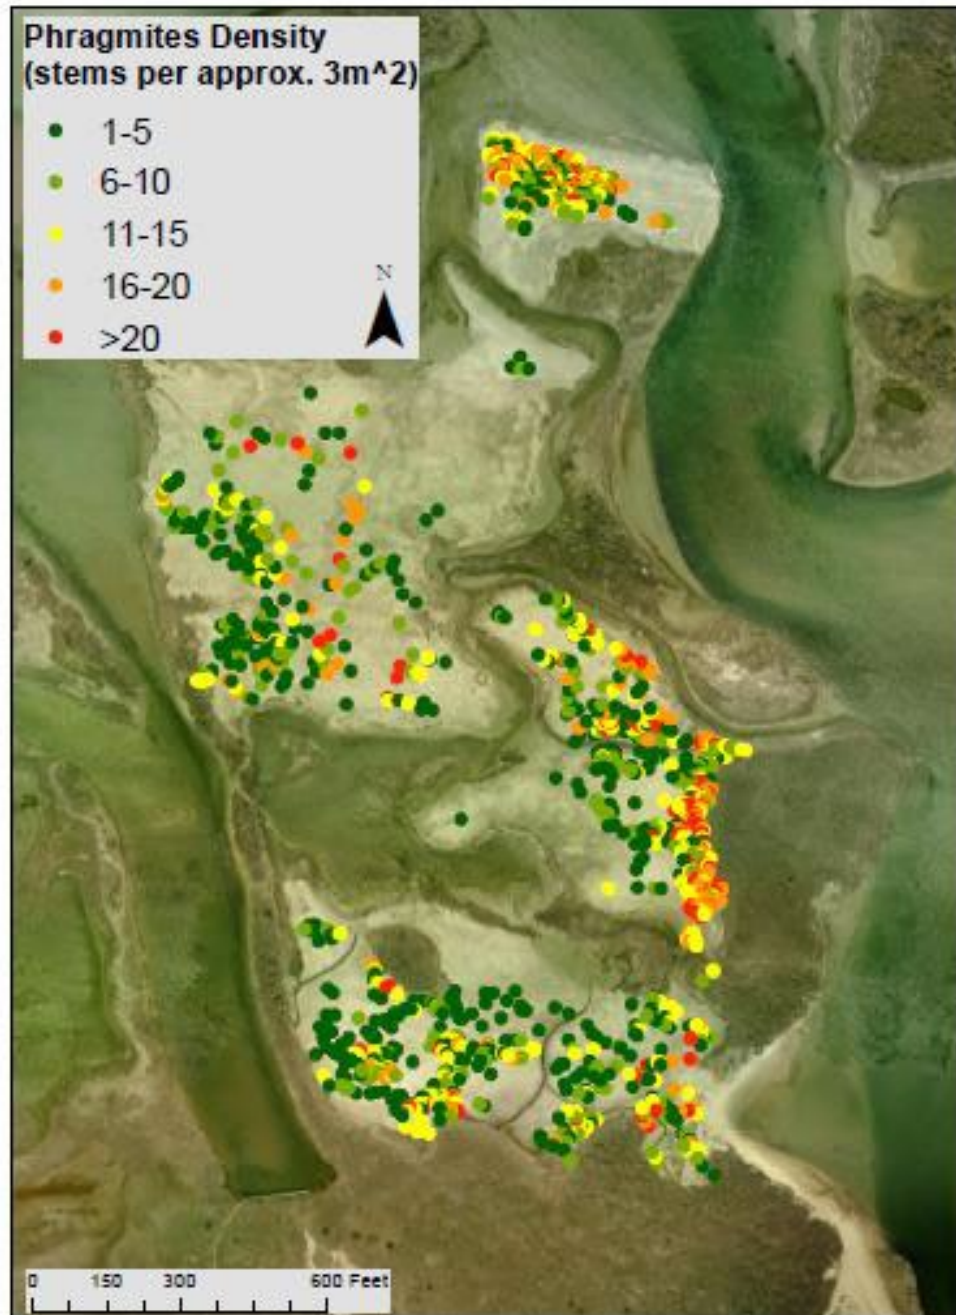 Phragmites Density
(stems per approx. 3m^2)
1-5
6-10
11-15
16-20
>20
N
0 150 300 600 Feet